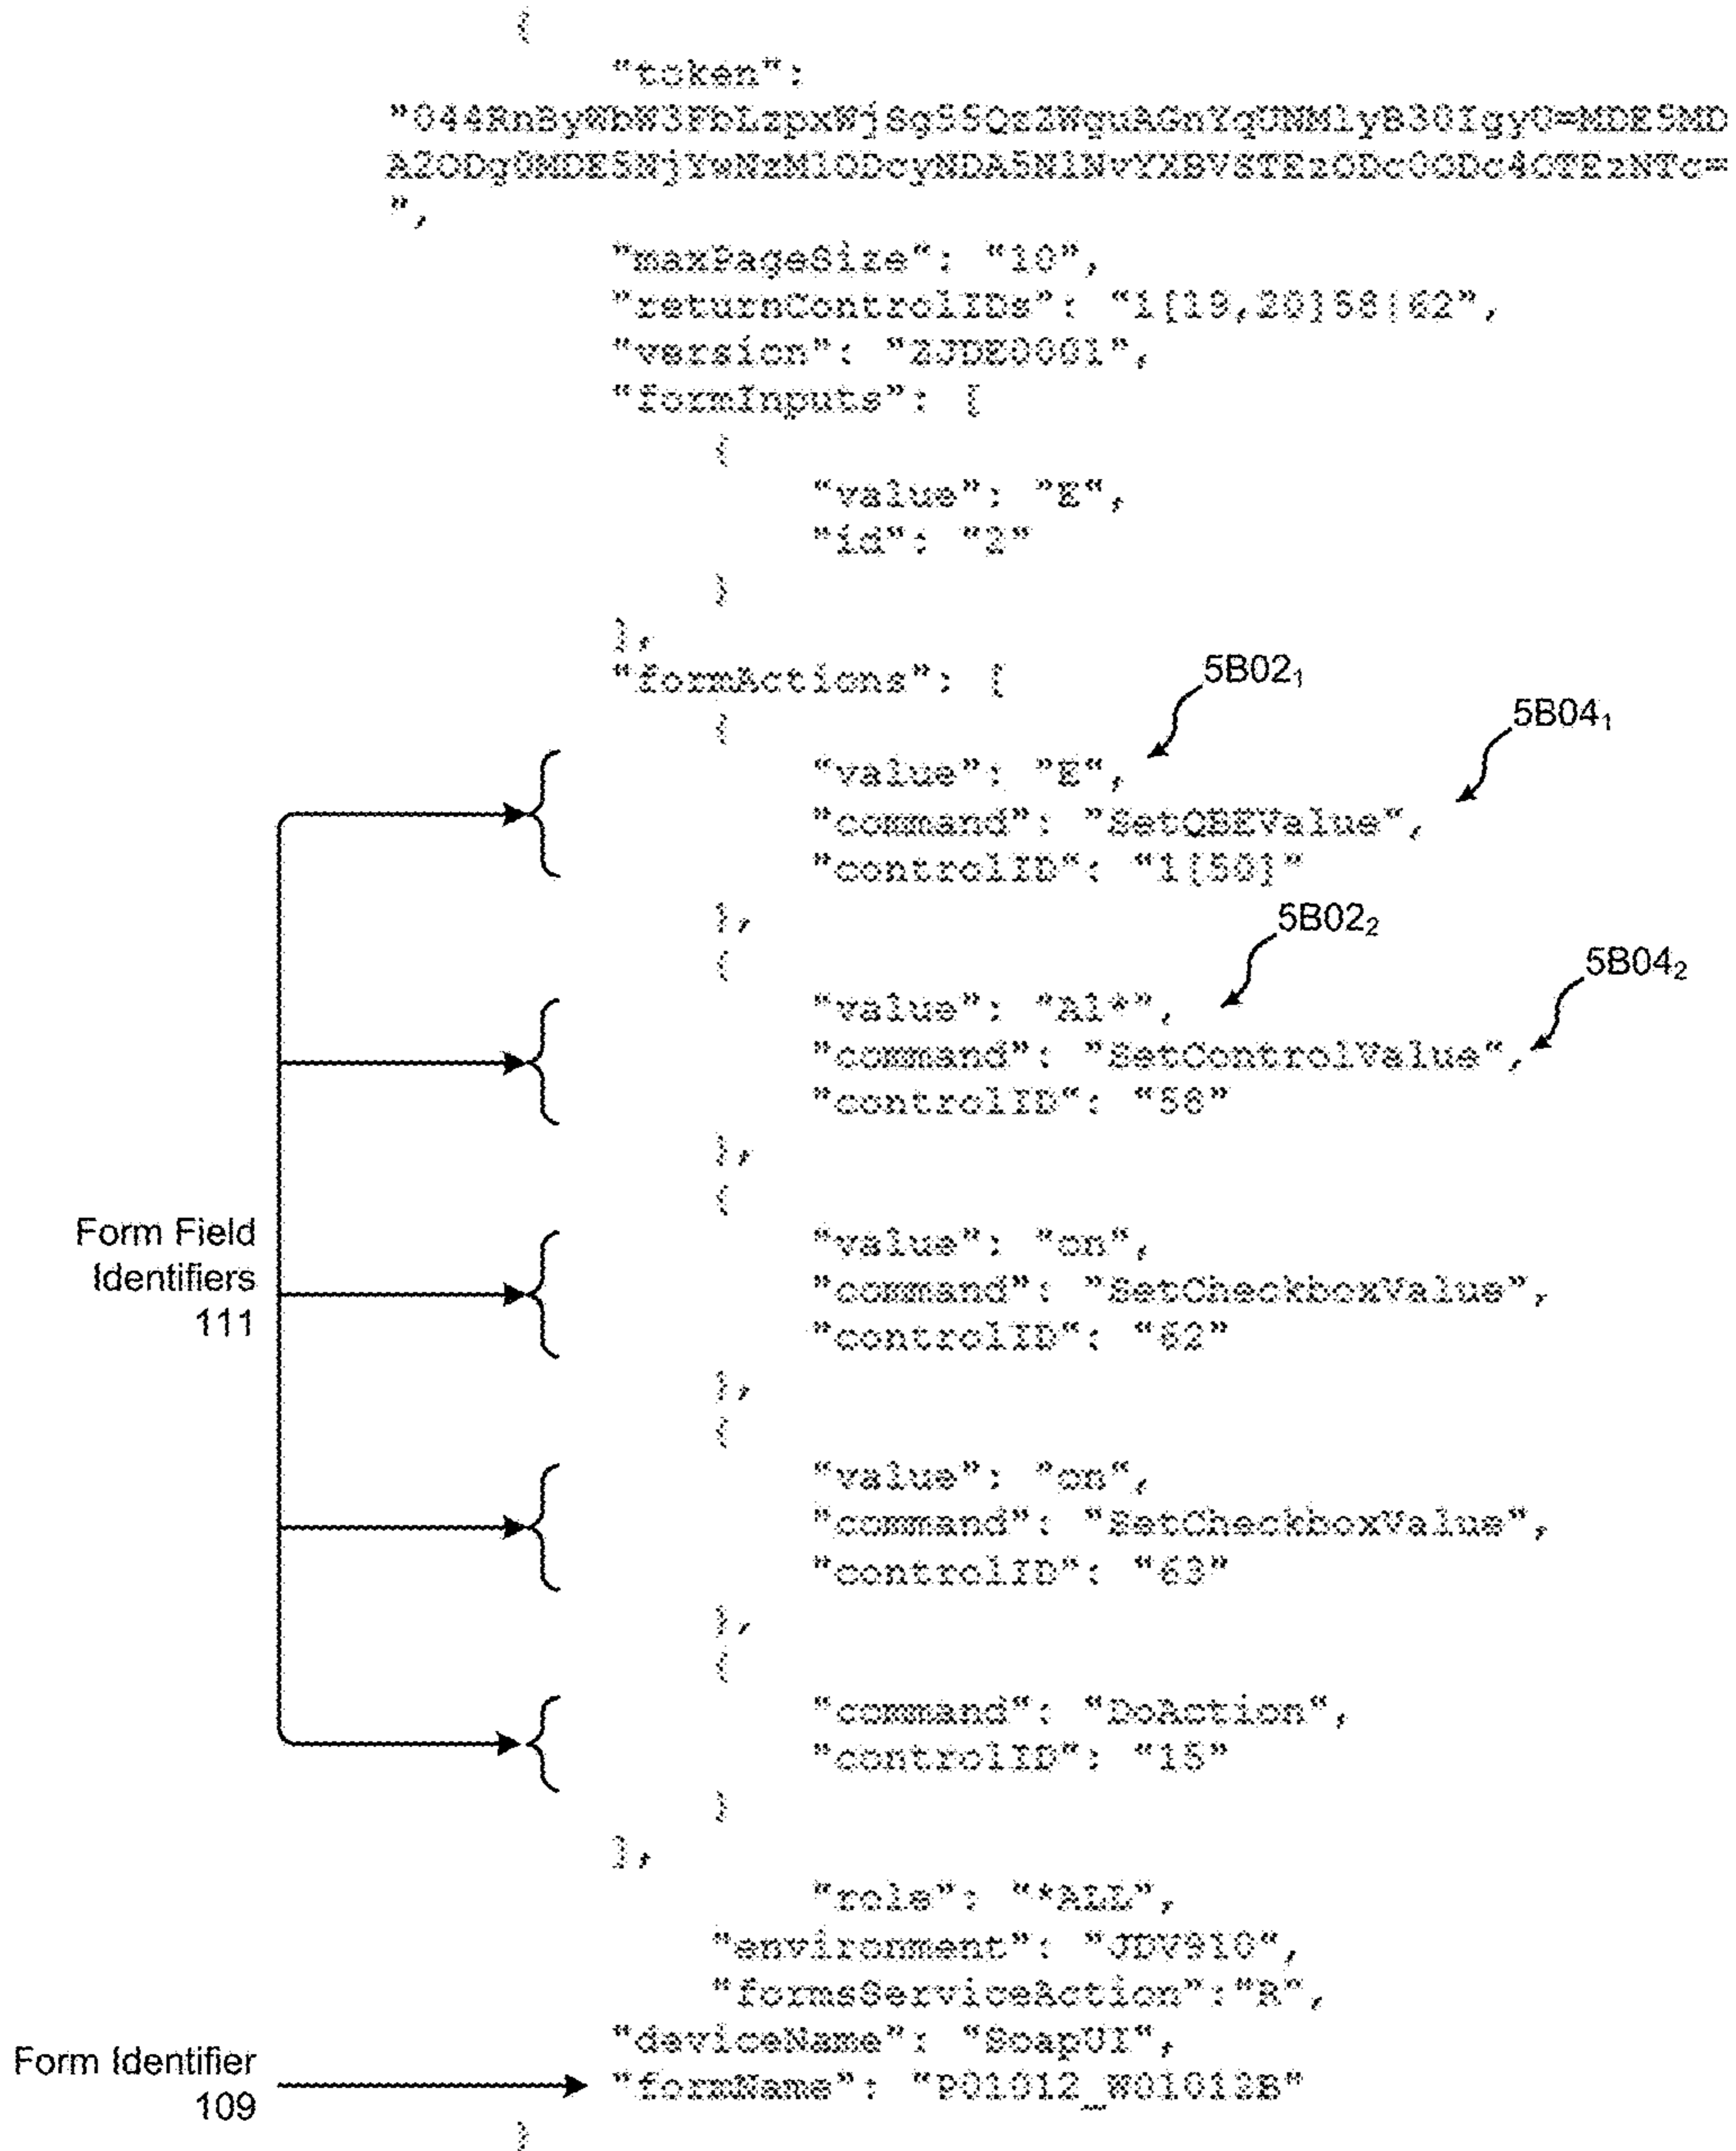 {
"token":
",
"maxPageSize": "10",
"returnControlIDs": "1[19,20]58|62",
"version": "ZJDE0001",
"formInputs": [
{
"value": "E",
"id": "2"
}
],
"formActions": [
5B02₁
{
5B04₁
"value": "E",
"command": "SetQBEValue",
"controlID": "1[50]"
},
5B02₂
{
5B04₂
"value": "Al*",
"command": "SetControlValue",
"controlID": "58"
},
{
Form Field
Identifiers
111
"value": "on",
"command": "SetCheckboxValue",
"controlID": "62"
},
{
"value": "on",
"command": "SetCheckboxValue",
"controlID": "63"
},
{
"command": "DoAction",
"controlID": "15"
}
],
"role": "*ALL",
"environment": "JDV910",
"formsServiceAction":"R",
"deviceName": "SoapUI",
Form Identifier
109
"formName": "P01012_W01012B"
}